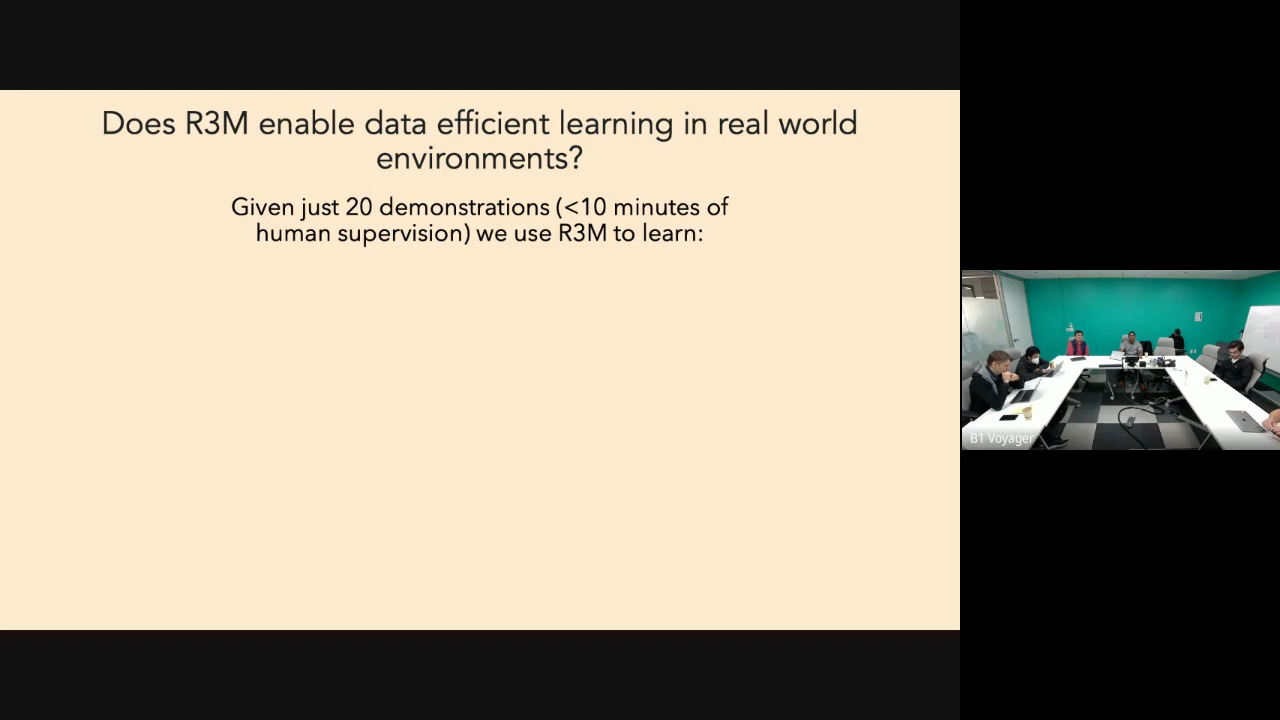 Does R3M enable data efficient learning in real world
environments?
Given just 20 demonstrations (<10 minutes of
human supervision) we use R3M to learn:
B1 Voyager